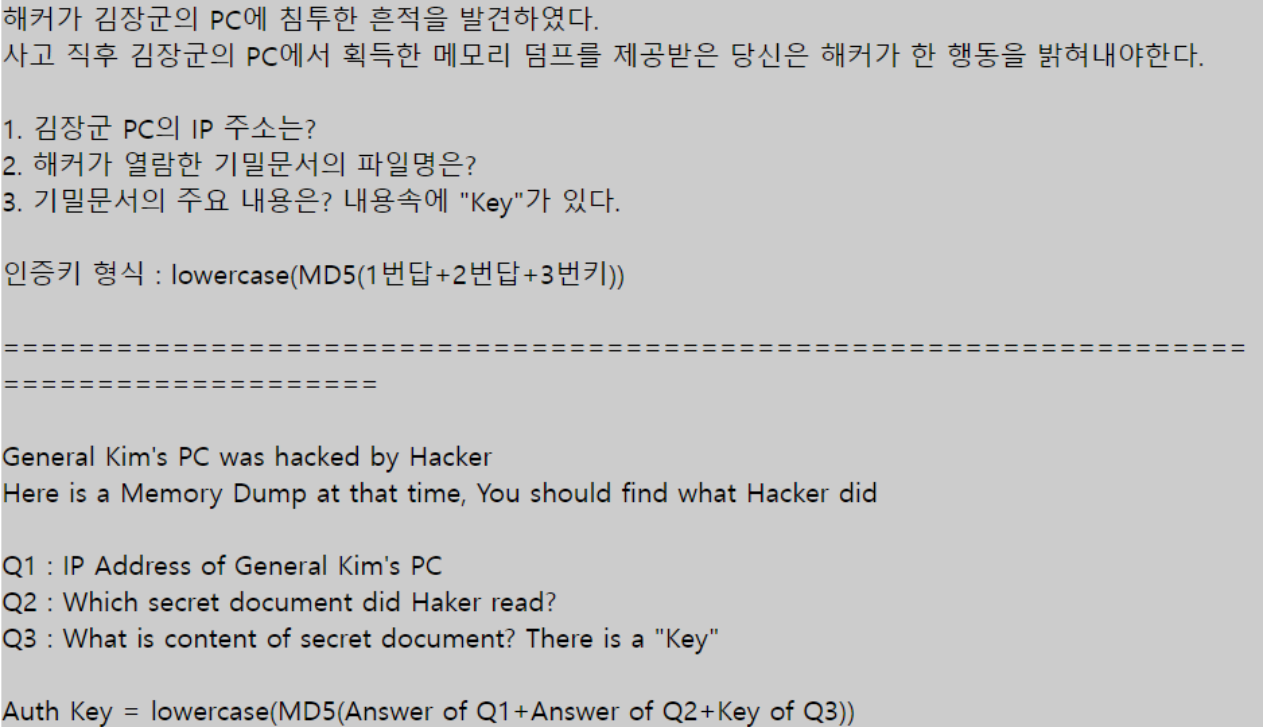 해커가 김장군의 PC에 침투한 흔적을 발견하였다.
사고 직후 김장군의 PC에서 획득한 메모리 덤프를 제공받은 당신은 해커가 한 행동을 밝혀내야한다.
1. 김장군 PC의 IP 주소는?
2. 해커가 열람한 기밀문서의 파일명은?
3. 기밀문서의 주요 내용은? 내용속에 "Key"가 있다.
인증키 형식 : lowercase(MD5(1번답+2번답+3번키))
==================================================================
====================
General Kim's PC was hacked by Hacker
Here is a Memory Dump at that time, You should find what Hacker did
Q1 : IP Address of General Kim's PC
Q2 : Which secret document did Haker read?
Q3 : What is content of secret document? There is a "Key"
Auth Key = lowercase(MD5(Answer of Q1+Answer of Q2+Key of Q3))